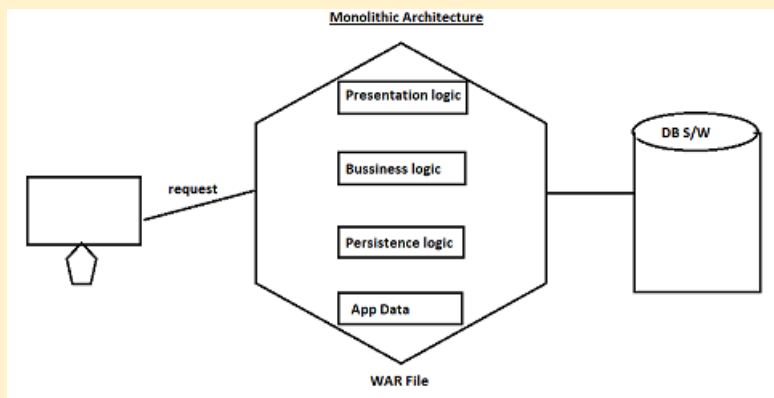 Monolithic Architecture
Presentation logic
DB S/W
Bussiness logic
request
Persistence logic
App Data
WAR File